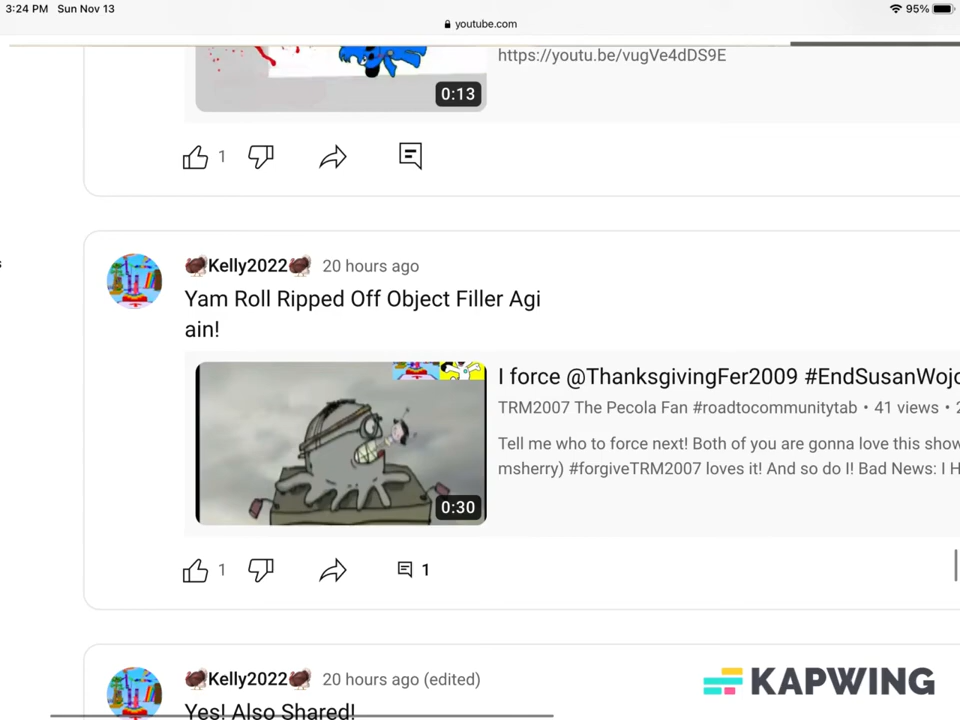 3:24 PM Sun Nov 13
95%
youtube.com
https://youtu.be/vugVe4dDS9E
0:13
1
Kelly2022 20 hours ago
Yam Roll Ripped Off Object Filler Agi
ain!
I force @ThanksgivingFer2009 #EndSusanWojc
TRM2007 The Pecola Fan #roadtocommunitytab • 41 views • 2
Tell me who to force next! Both of you are gonna love this show
msherry) #forgiveTRM2007 loves it! And so do I! Bad News: I H
0:30
1
1
Kelly2022 20 hours ago (edited)
Yes! Also Shared!
KAPWING